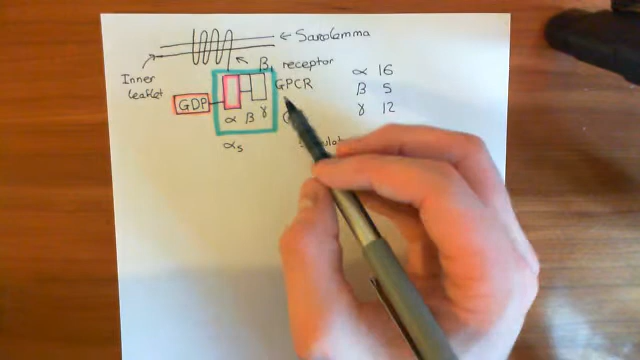 Sarcolemma
β₁ receptor
Inner
leaflet
GPCR
GDP
α β γ
αs
α 16
β 5
γ 12